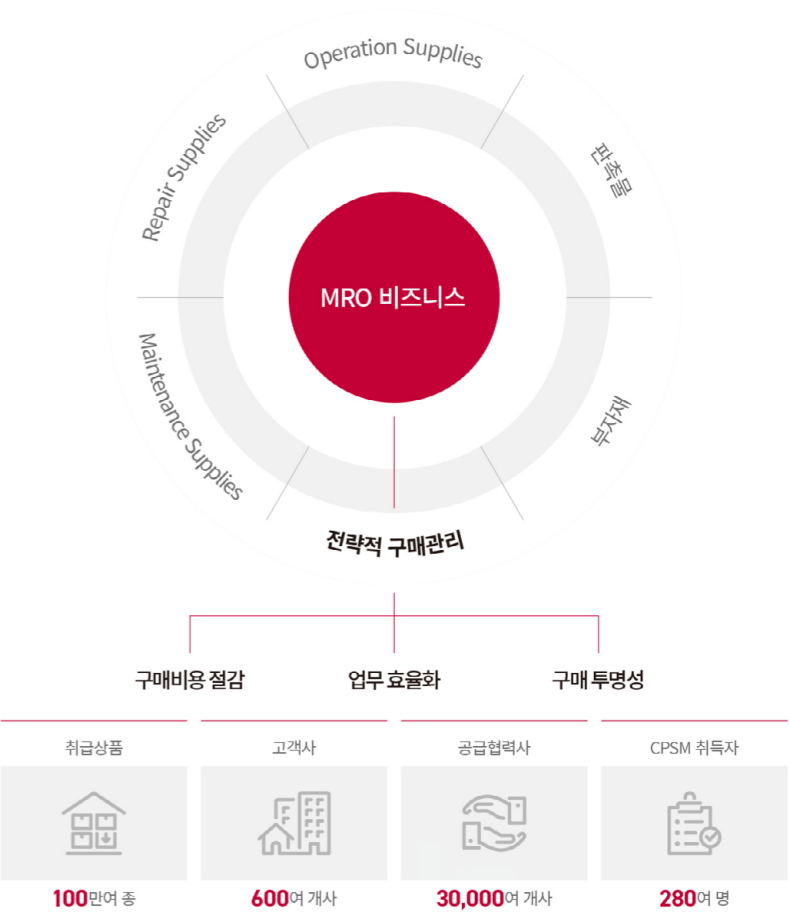 Operation Supplies
Repair Supplies
판촉물
MRO 비즈니스
Maintenance Supplies
부자재
전략적 구매관리
구매비용 절감
업무 효율화
구매 투명성
취급상품
고객사
공급협력사
CPSM 취득자
100만여 종
600여 개사
30,000여 개사
280여 명